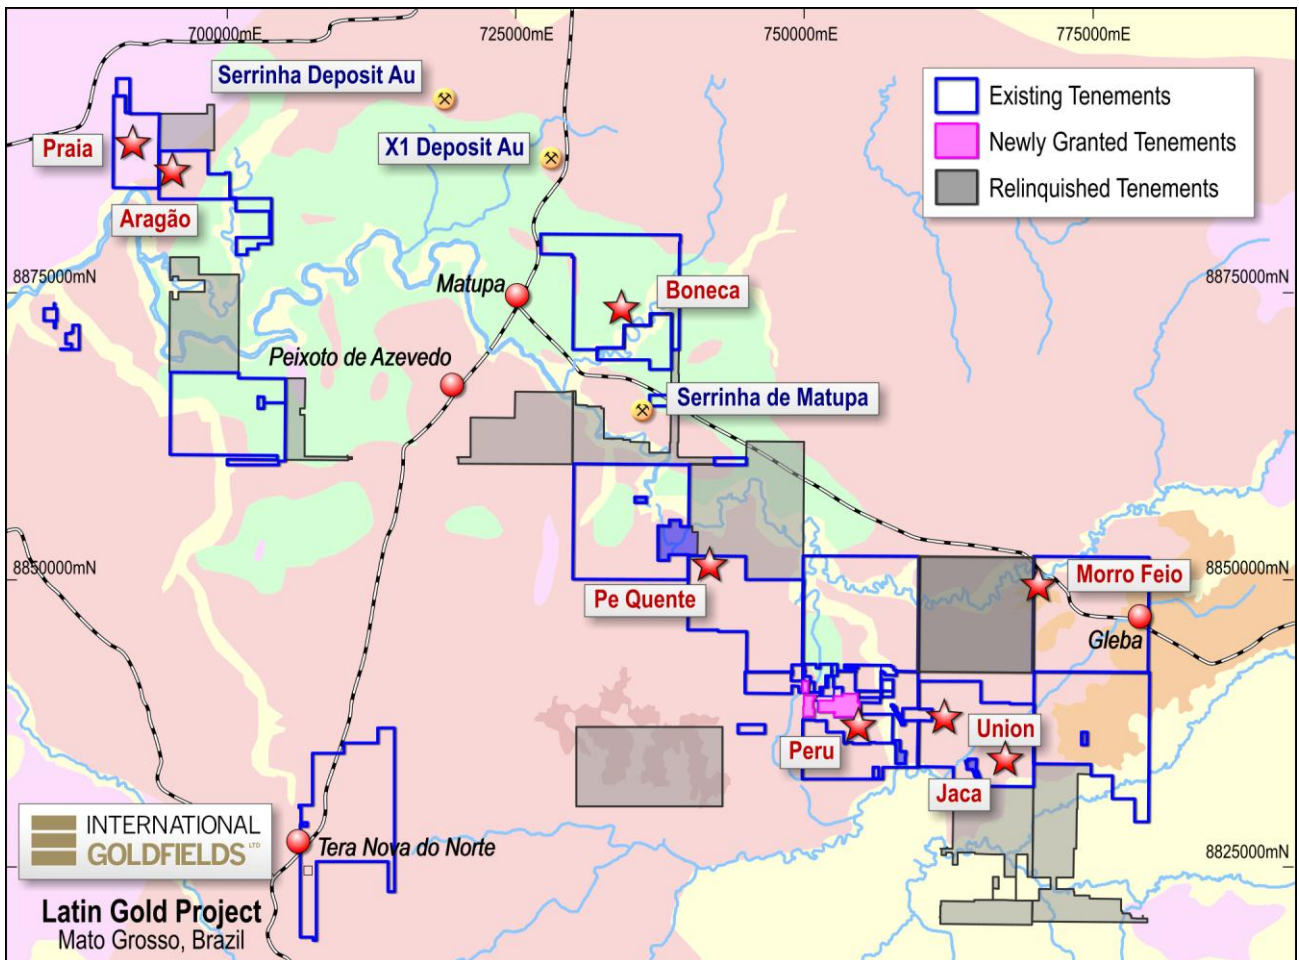 700000mE
725000mE
750000mE
775000mE
Serrinha Deposit Au
X1 Deposit Au
Praia
Aragão
Existing Tenements
Newly Granted Tenements
Relinquished Tenements
8875000mN
8875000mN
Matupa
Boneca
Peixoto de Azevedo
Serrinha de Matupa
8850000mN
8850000mN
Pe Quente
Morro Feio
Gleba
Peru
Union
Jaca
INTERNATIONAL
GOLDFIELDS LTD
Tera Nova do Norte
8825000mN
Latin Gold Project
Mato Grosso, Brazil